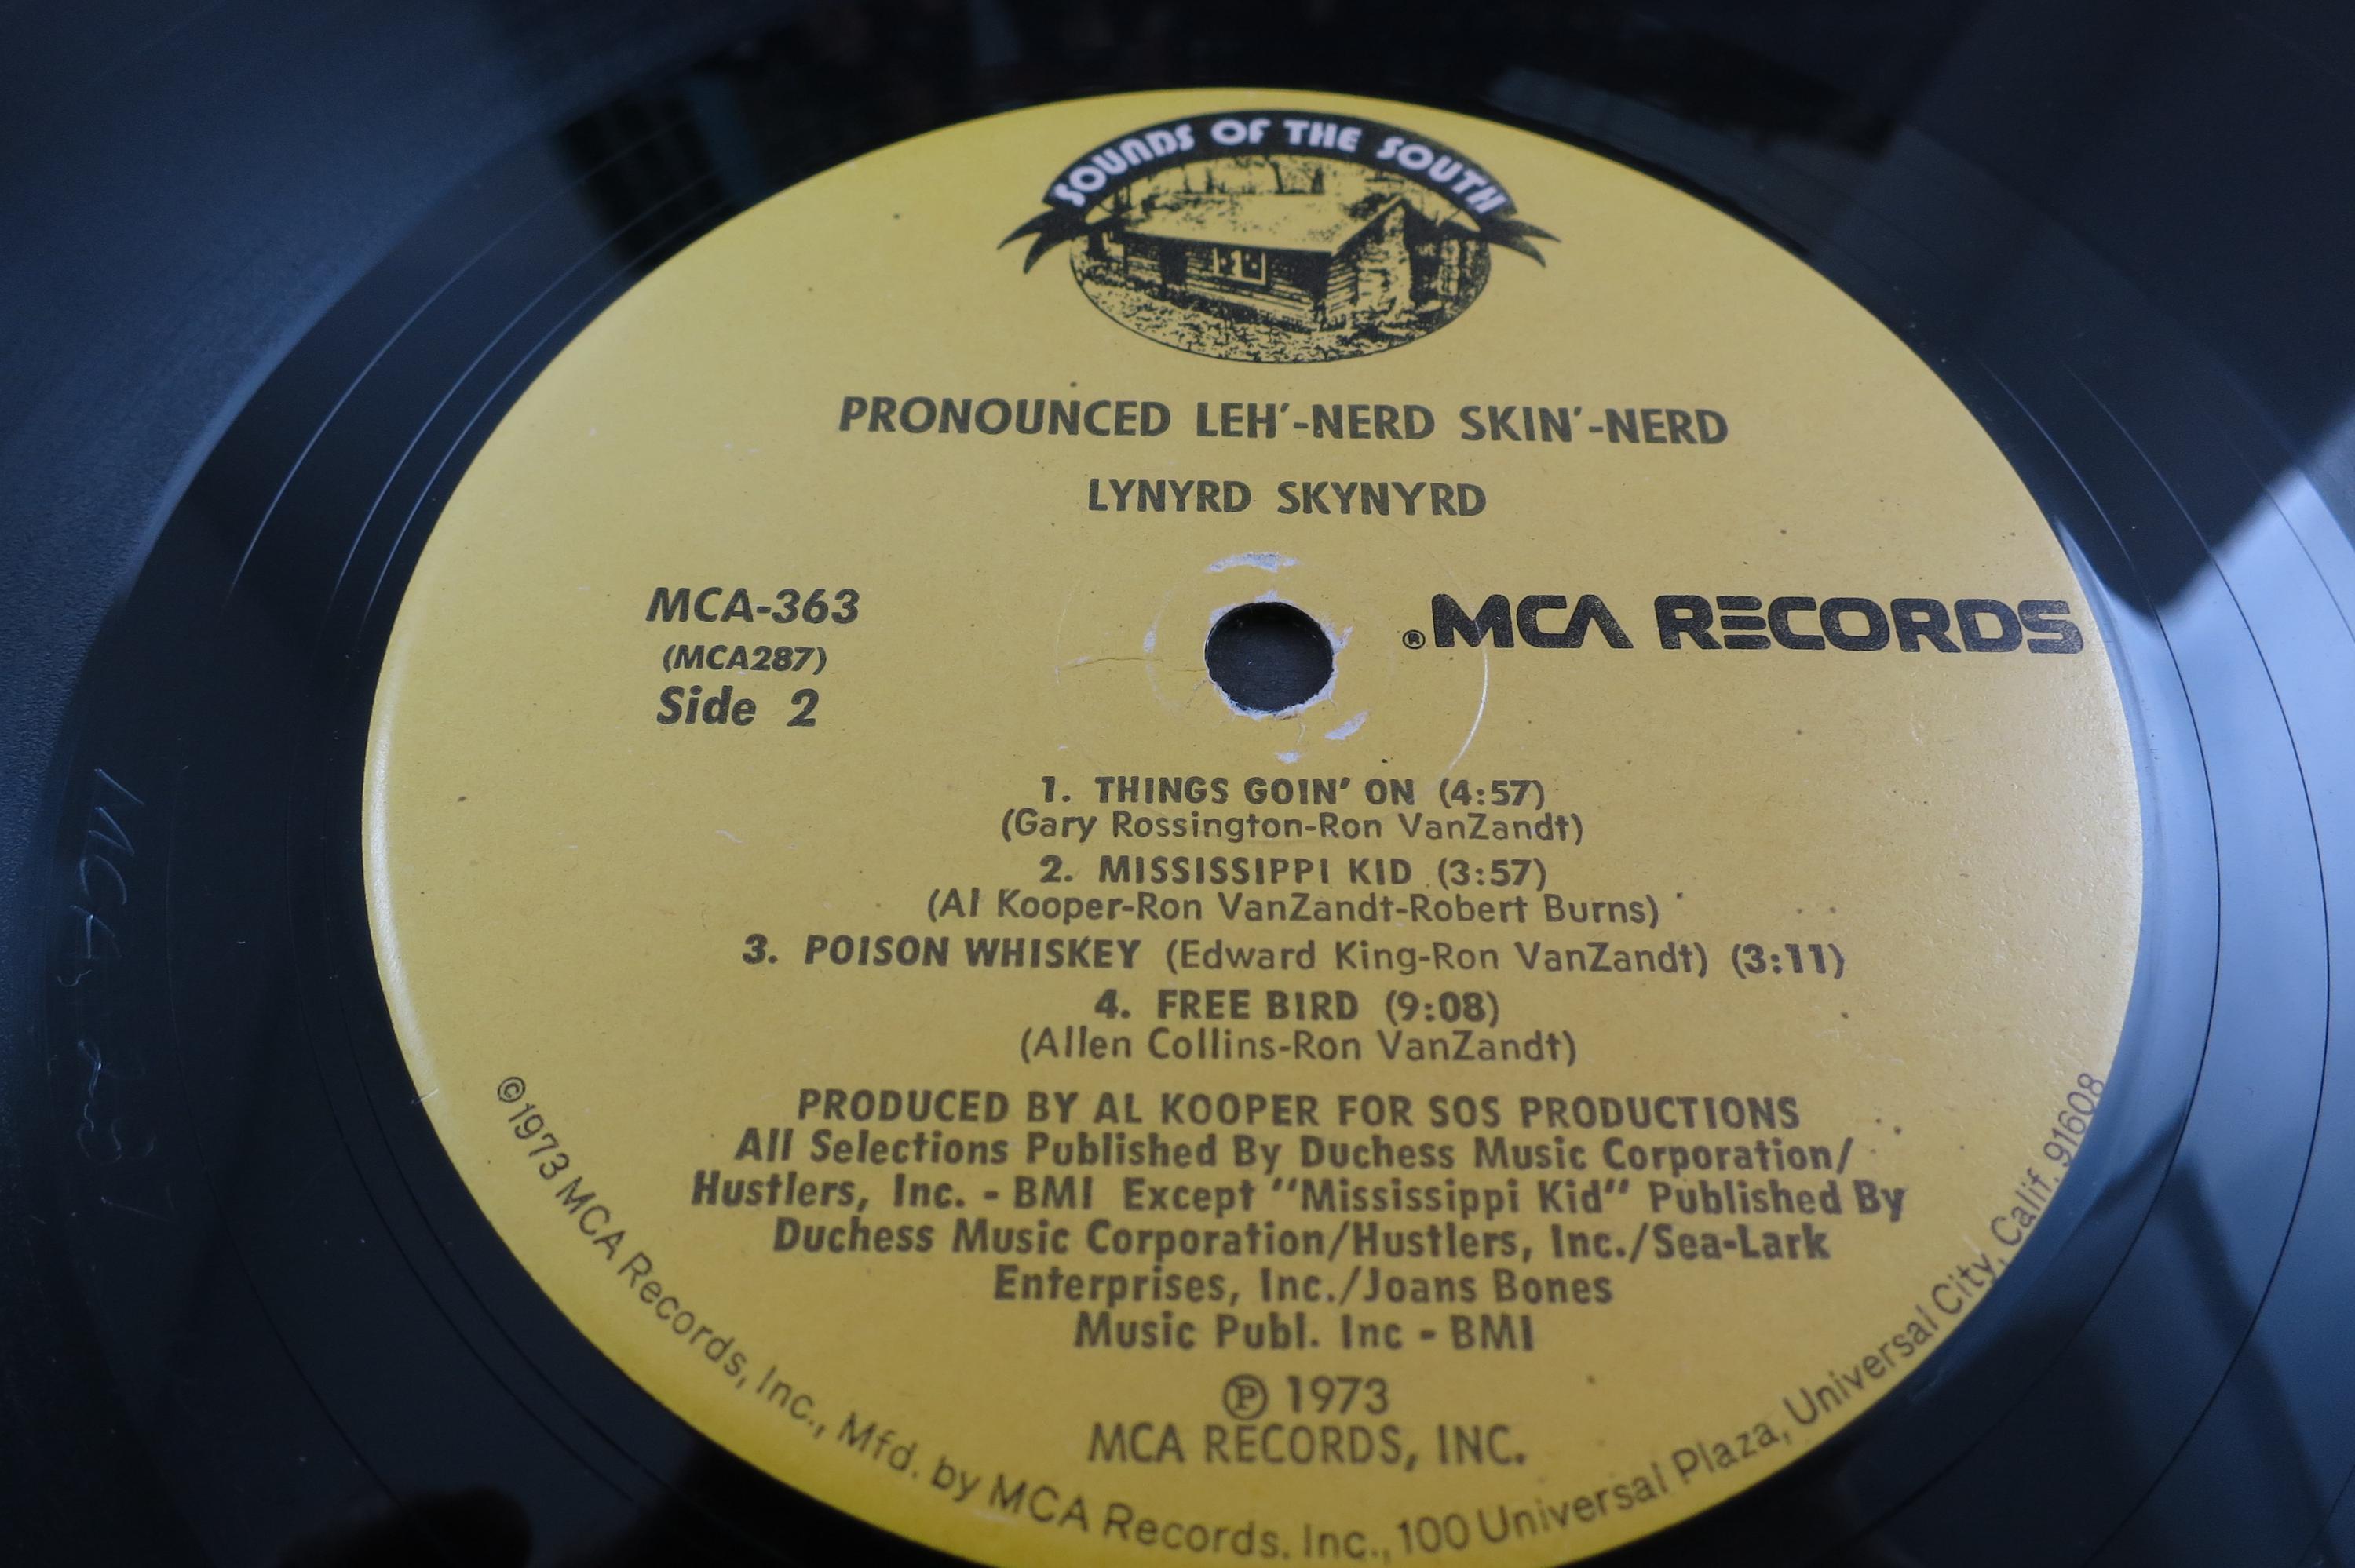 SOUNDS OF THE SOUTH
PRONOUNCED LEH'-NERD SKIN'-NERD
LYNYRD SKYNYRD
MCA-363
(MCA287)
Side 2
® MCA RECORDS
1. THINGS GOIN' ON (4:57)
(Gary Rossington-Ron VanZandt)
2. MISSISSIPPI KID (3:57)
(Al Kooper-Ron VanZandt-Robert Burns)
3. POISON WHISKEY (Edward King-Ron VanZandt) (3:11)
4. FREE BIRD (9:08)
(Allen Collins-Ron VanZandt)
PRODUCED BY AL KOOPER FOR SOS PRODUCTIONS
All Selections Published By Duchess Music Corporation/
Hustlers, Inc. - BMI Except "Mississippi Kid" Published By
Duchess Music Corporation/Hustlers, Inc./Sea-Lark
Enterprises, Inc./Joans Bones
Music Publ. Inc - BMI
℗ 1973
MCA RECORDS, INC.
©1973 MCA Records, Inc., Mfd. by MCA Records, Inc., 100 Universal Plaza, Universal City, Calif. 91608